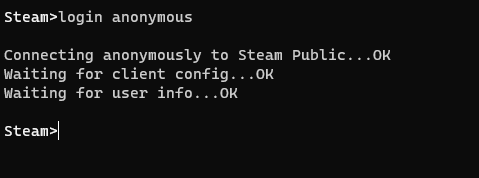 Steam>login anonymous
Connecting anonymously to Steam Public...OK
Waiting for client config...OK
Waiting for user info...OK
Steam>